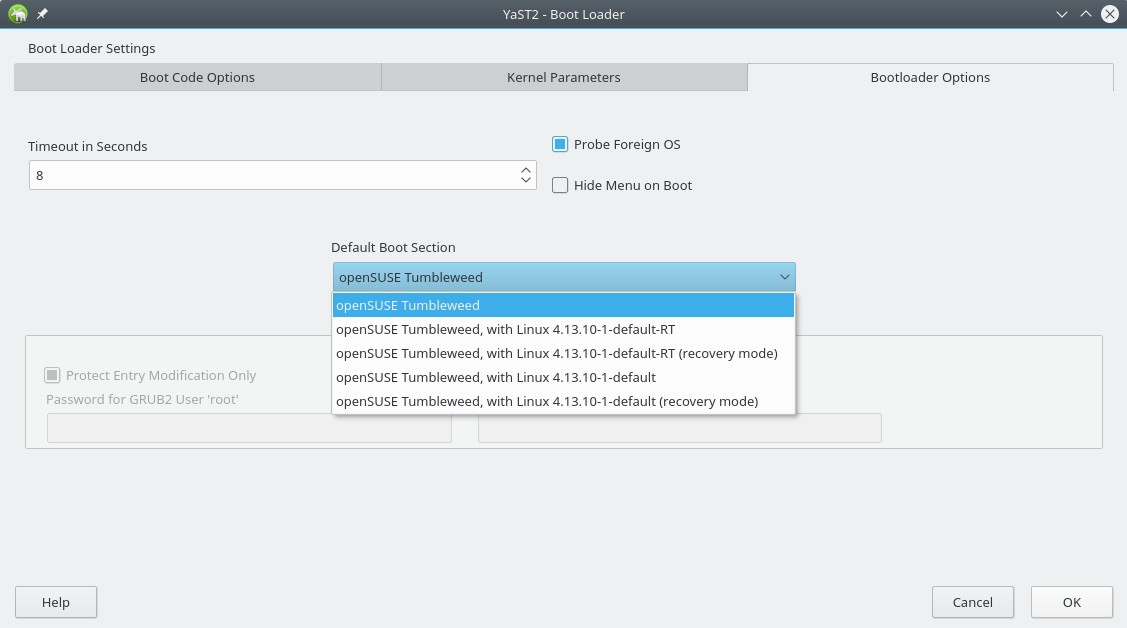 YaST2 - Boot Loader
Boot Loader Settings
Boot Code Options
Kernel Parameters
Bootloader Options
Timeout in Seconds
8
Probe Foreign OS
Hide Menu on Boot
Default Boot Section
openSUSE Tumbleweed
openSUSE Tumbleweed
openSUSE Tumbleweed, with Linux 4.13.10-1-default-RT
openSUSE Tumbleweed, with Linux 4.13.10-1-default-RT (recovery mode)
openSUSE Tumbleweed, with Linux 4.13.10-1-default
openSUSE Tumbleweed, with Linux 4.13.10-1-default (recovery mode)
Protect Entry Modification Only
Password for GRUB2 User 'root'
Help
Cancel
OK